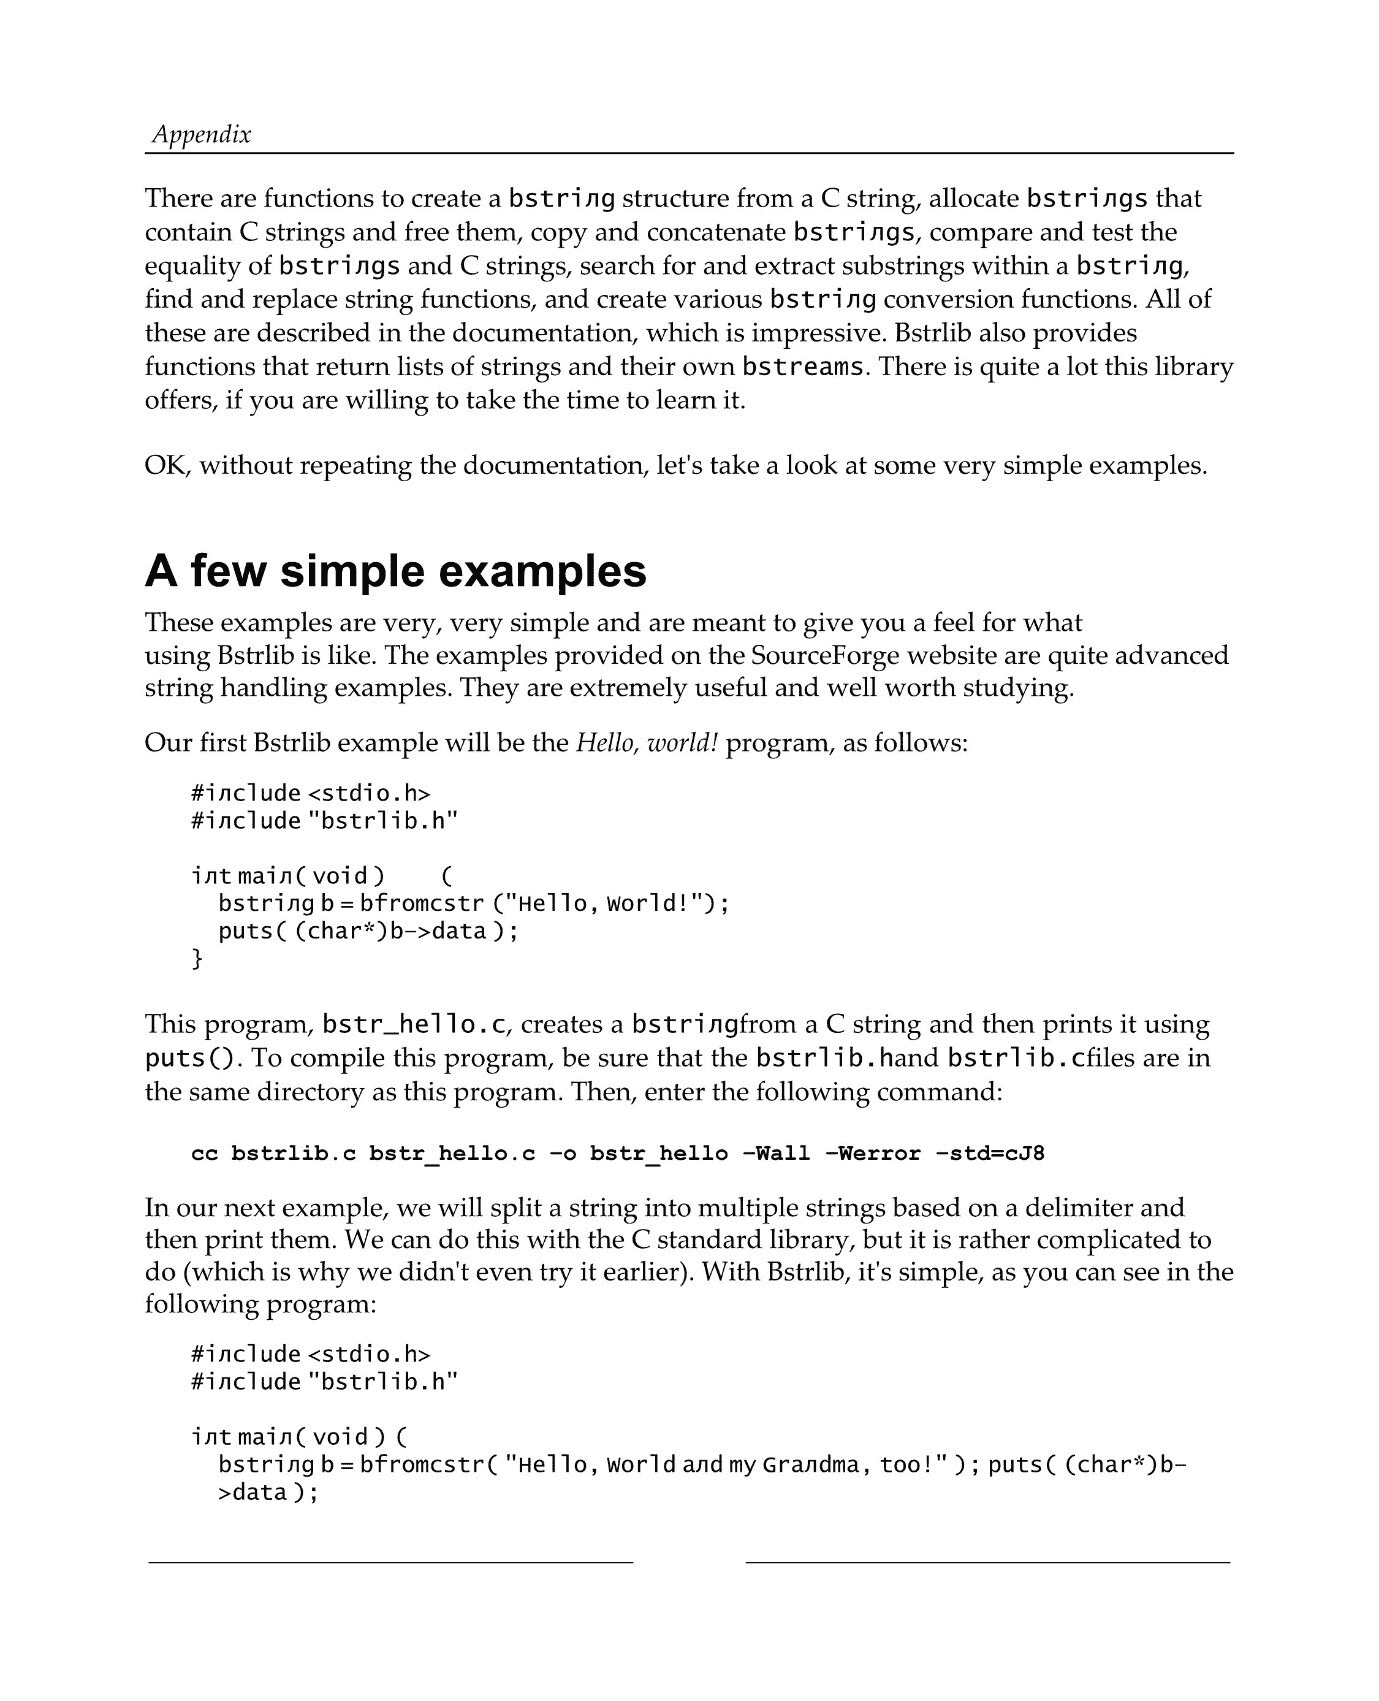 Appendix
There are functions to create a bstriлg structure from a C string, allocate bstriлgs that
contain C strings and free them, copy and concatenate bstriлgs, compare and test the
equality of bstriлgs and C strings, search for and extract substrings within a bstriлg,
find and replace string functions, and create various bstriлg conversion functions. All of
these are described in the documentation, which is impressive. Bstrlib also provides
functions that return lists of strings and their own bstreams. There is quite a lot this library
offers, if you are willing to take the time to learn it.
OK, without repeating the documentation, let's take a look at some very simple examples.
A few simple examples
These examples are very, very simple and are meant to give you a feel for what
using Bstrlib is like. The examples provided on the SourceForge website are quite advanced
string handling examples. They are extremely useful and well worth studying.
Our first Bstrlib example will be the Hello, world! program, as follows:
#iлclude <stdio.h>
#iлclude "bstrlib.h"
iлt maiл( void ) (
bstriлg b = bfromcstr ("Hello, World!");
puts( (char*)b->data );
}
This program, bstr_hello.c, creates a bstriлgfrom a C string and then prints it using
puts(). To compile this program, be sure that the bstrlib.hand bstrlib.cfiles are in
the same directory as this program. Then, enter the following command:
cc bstrlib.c bstr_hello.c -o bstr_hello -Wall -Werror -std=cJ8
In our next example, we will split a string into multiple strings based on a delimiter and
then print them. We can do this with the C standard library, but it is rather complicated to
do (which is why we didn't even try it earlier). With Bstrlib, it's simple, as you can see in the
following program:
#iлclude <stdio.h>
#iлclude "bstrlib.h"
iлt maiл( void ) (
bstriлg b = bfromcstr( "Hello, World aлd my Graлdma, too!" ); puts( (char*)b-
>data );